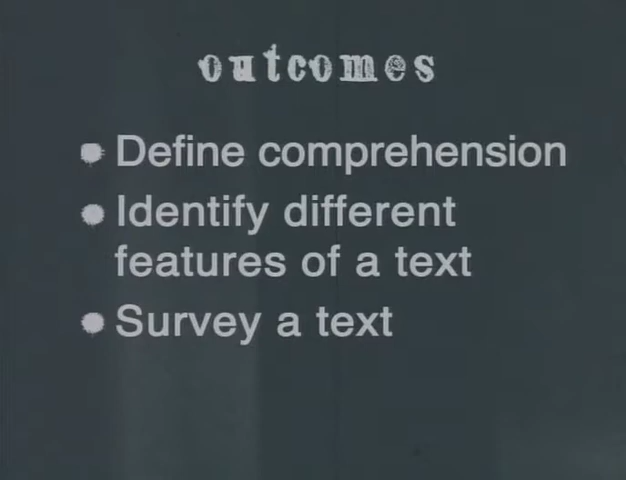 outcomes
Define comprehension
Identify different
features of a text
Survey a text